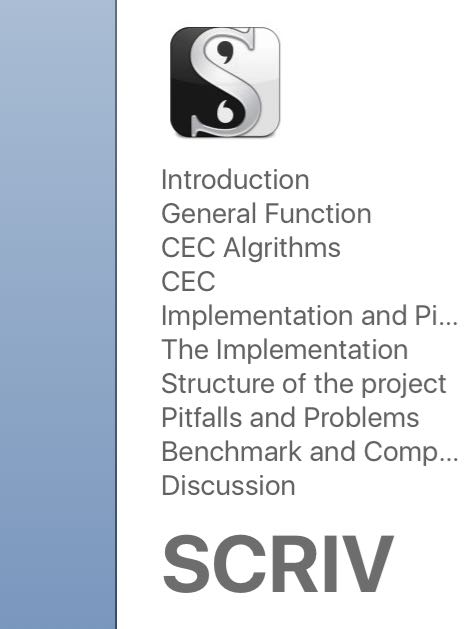 Introduction
General Function
CEC Algrithms
CEC
Implementation and Pi...
The Implementation
Structure of the project
Pitfalls and Problems
Benchmark and Comp...
Discussion
SCRIV